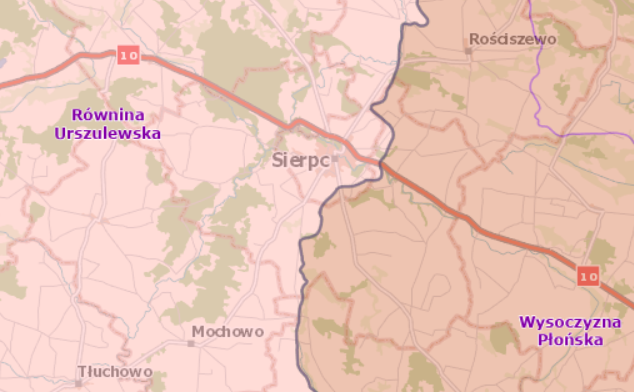 Rościszewo
10
Równina
Urszulewska
Sierpc
10
Wysoczyzna
Płońska
Mochowo
Tłuchowo